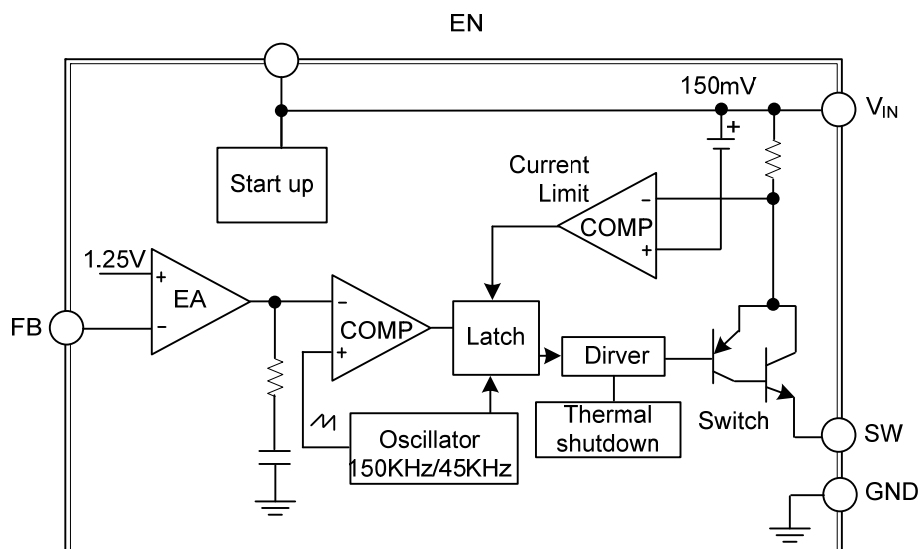 EN
150mV
V_IN
Start up
Current
Limit
COMP
-
+
+
1.25V
+
EA
-
FB
-
COMP
+
Latch
Dirver
Thermal
shutdown
Switch
Oscillator
150KHz/45KHz
SW
GND